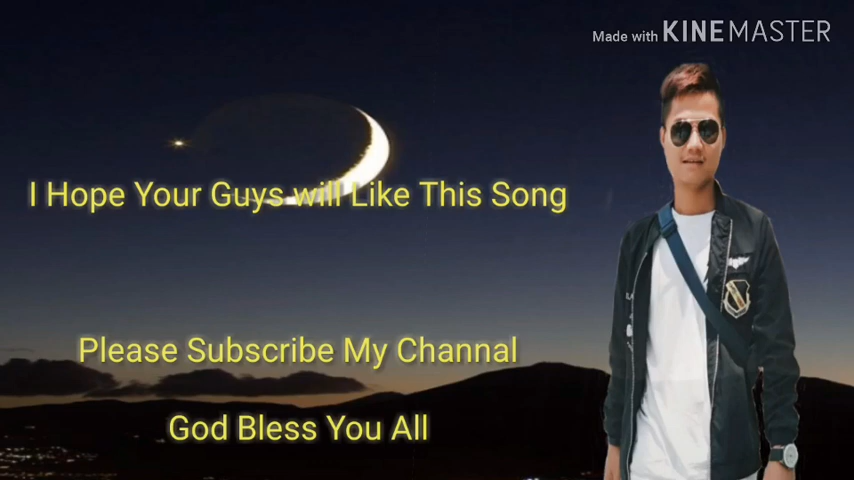 Made with KINEMASTER
I Hope Your Guys will Like This Song
Please Subscribe My Channal
God Bless You All